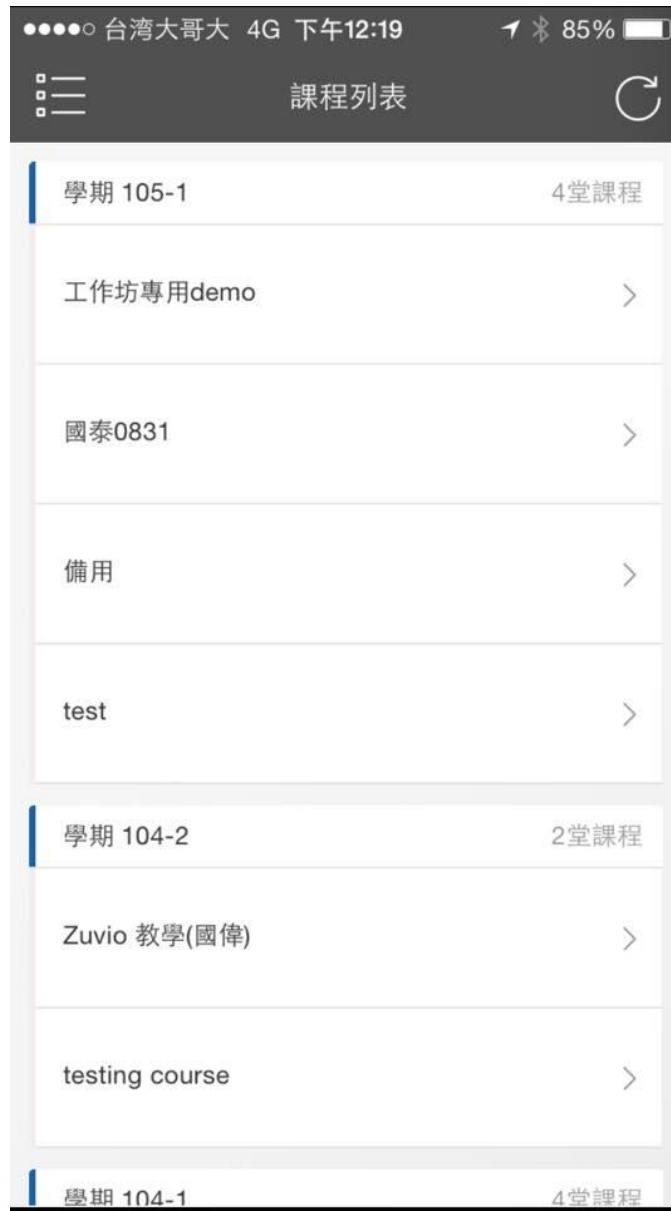 台湾大哥大 4G 下午12:19 85%
課程列表
學期 105-1 4堂課程
工作坊專用demo
國泰0831
備用
test
學期 104-2 2堂課程
Zuvio 教學(國偉)
testing course
學期 104-1 4堂課程